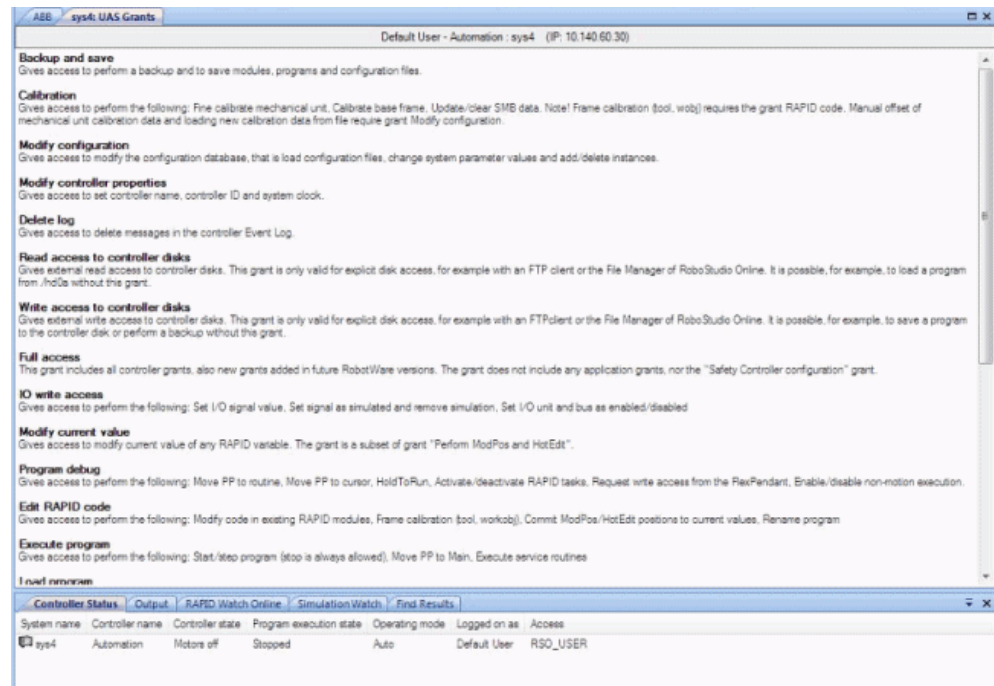 ABB sys4: UAS Grants
Default User - Automation : sys4 (IP: 10.140.60.30)
Backup and save
Gives access to perform a backup and to save modules, programs and configuration files.
Calibration
Gives access to perform the following: Fine calibrate mechanical unit, Calibrate base frame, Update/clear SMB data. Note! Frame calibration (tool, wobj) requires the grant RAPID code. Manual offset of
mechanical unit calibration data and loading new calibration data from file require grant Modify configuration.
Modify configuration
Gives access to modify the configuration database, that is load configuration files, change system parameter values and add/delete instances.
Modify controller properties
Gives access to set controller name, controller ID and system clock.
Delete log
Gives access to delete messages in the controller Event Log.
Read access to controller disks
Gives external read access to controller disks. This grant is only valid for explicit disk access, for example with an FTP client or the File Manager of RoboStudio Online. It is possible, for example, to load a program
from /hd0a without this grant.
Write access to controller disks
Gives external write access to controller disks. This grant is only valid for explicit disk access, for example with an FTPclient or the File Manager of RoboStudio Online. It is possible, for example, to save a program
to the controller disk or perform a backup without this grant.
Full access
This grant includes all controller grants, also new grants added in future RobotWare versions. The grant does not include any application grants, nor the "Safety Controller configuration" grant.
IO write access
Gives access to perform the following: Set I/O signal value, Set signal as simulated and remove simulation, Set I/O unit and bus as enabled/disabled
Modify current value
Gives access to modify current value of any RAPID variable. The grant is a subset of grant "Perform ModPos and HotEdit".
Program debug
Gives access to perform the following: Move PP to routine, Move PP to cursor, HoldToRun, Activate/deactivate RAPID tasks, Request write access from the FlexPendant, Enable/disable non-motion execution.
Edit RAPID code
Gives access to perform the following: Modify code in existing RAPID modules, Frame calibration (tool, workobj), Commit ModPos/HotEdit positions to current values, Rename program
Execute program
Gives access to perform the following: Start/step program (stop is always allowed), Move PP to Main, Execute service routines
Load program
Controller Status Output RAPID Watch Online Simulation Watch Find Results
System name Controller name Controller state Program execution state Operating mode Logged on as Access
sys4 Automation Motors off Stopped Auto Default User RSO_USER